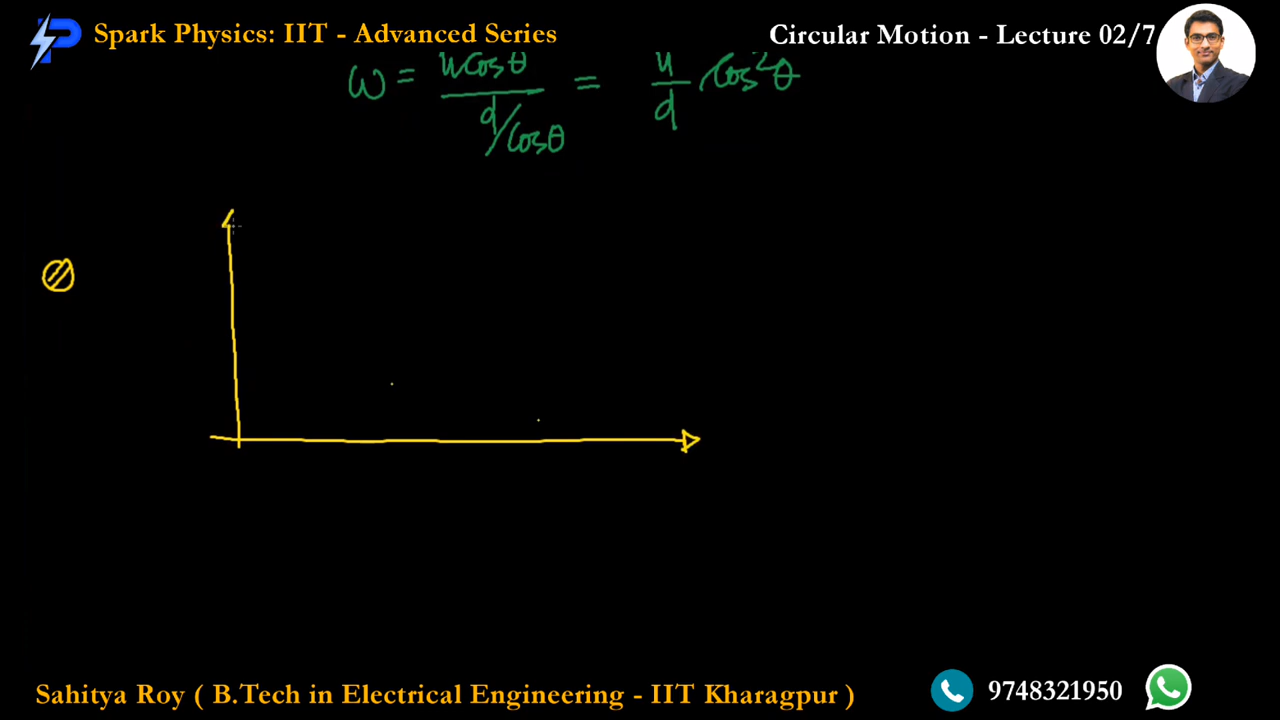 Spark Physics: IIT - Advanced Series
Circular Motion - Lecture 02/7
ω = u cosθ / d/cosθ = u/d cos²θ
Sahitya Roy ( B.Tech in Electrical Engineering - IIT Kharagpur )
9748321950